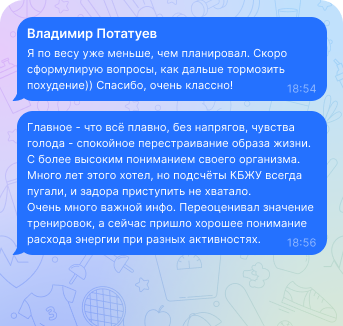 Владимир Потатуев
Я по весу уже меньше, чем планировал. Скоро
сформулирую вопросы, как дальше тормозить
похудение)) Спасибо, очень классно!
18:54
Главное - что всё плавно, без напрягов, чувства
голода - спокойное перестраивание образа жизни.
С более высоким пониманием своего организма.
Много лет этого хотел, но подсчёты КБЖУ всегда
пугали, и задора приступить не хватало.
Очень много важной инфо. Переоценивал значение
тренировок, а сейчас пришло хорошее понимание
расхода энергии при разных активностях.
18:56